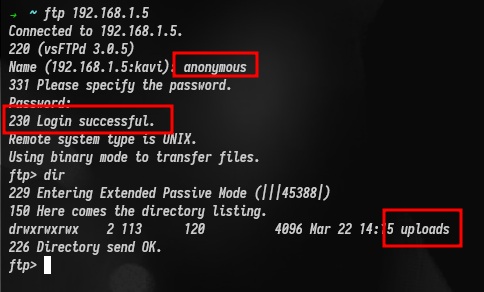 → ~ ftp 192.168.1.5
Connected to 192.168.1.5.
220 (vsFTPd 3.0.5)
Name (192.168.1.5:kavi): anonymous
331 Please specify the password.
Password:
230 Login successful.
Remote system type is UNIX.
Using binary mode to transfer files.
ftp> dir
229 Entering Extended Passive Mode (|||45388|)
150 Here comes the directory listing.
drwxrwxrwx 2 113 120 4096 Mar 22 14:15 uploads
226 Directory send OK.
ftp>